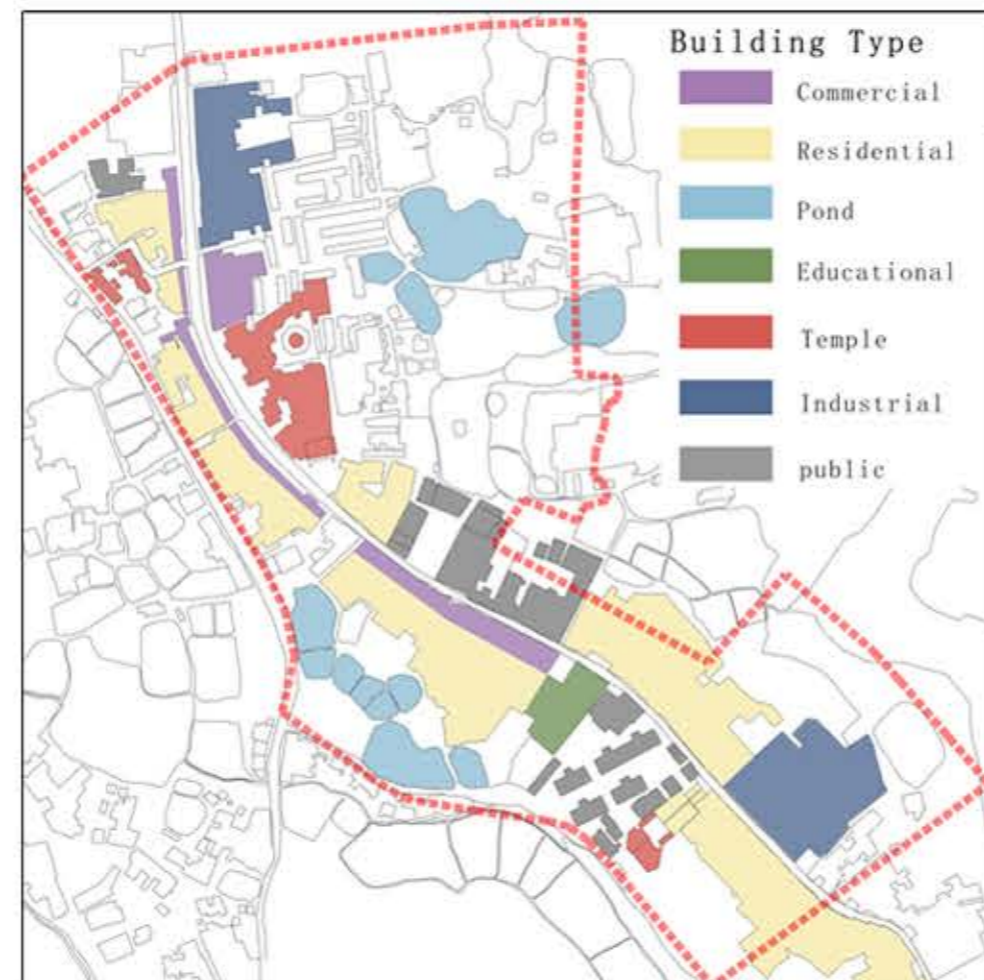 Building Type
Commercial
Residential
Pond
Educational
Temple
Industrial
public